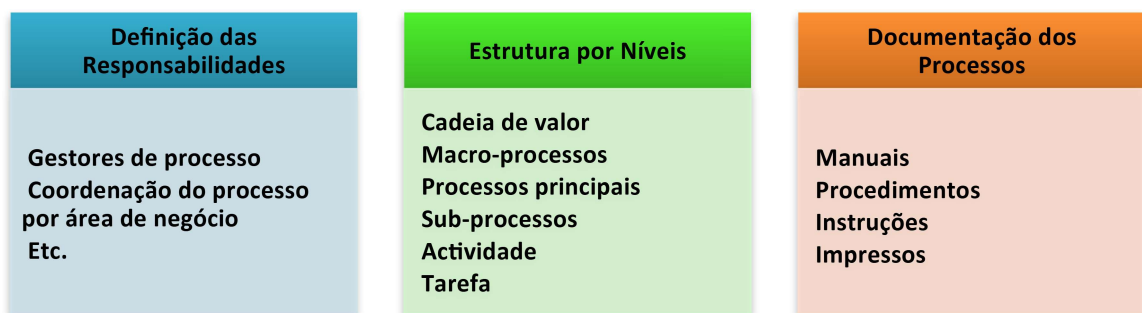 Definição das
Responsabilidades
Gestores de processo
Coordenação do processo
por área de negócio
Etc.
Estrutura por Níveis
Cadeia de valor
Macro-processos
Processos principais
Sub-processos
Actividade
Tarefa
Documentação dos
Processos
Manuais
Procedimentos
Instruções
Impressos